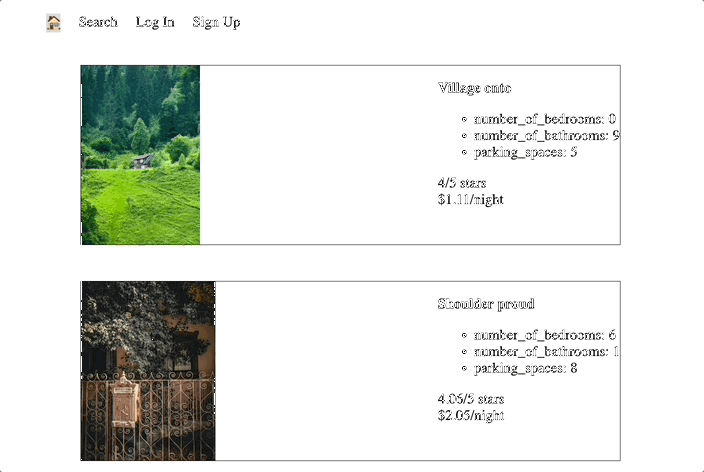 Search Log In Sign Up
Village onto
number_of_bedrooms: 0
number_of_bathrooms: 9
parking_spaces: 5
4/5 stars
$1.11/night
Shoulder proud
number_of_bedrooms: 6
number_of_bathrooms: 1
parking_spaces: 8
4.06/5 stars
$2.05/night